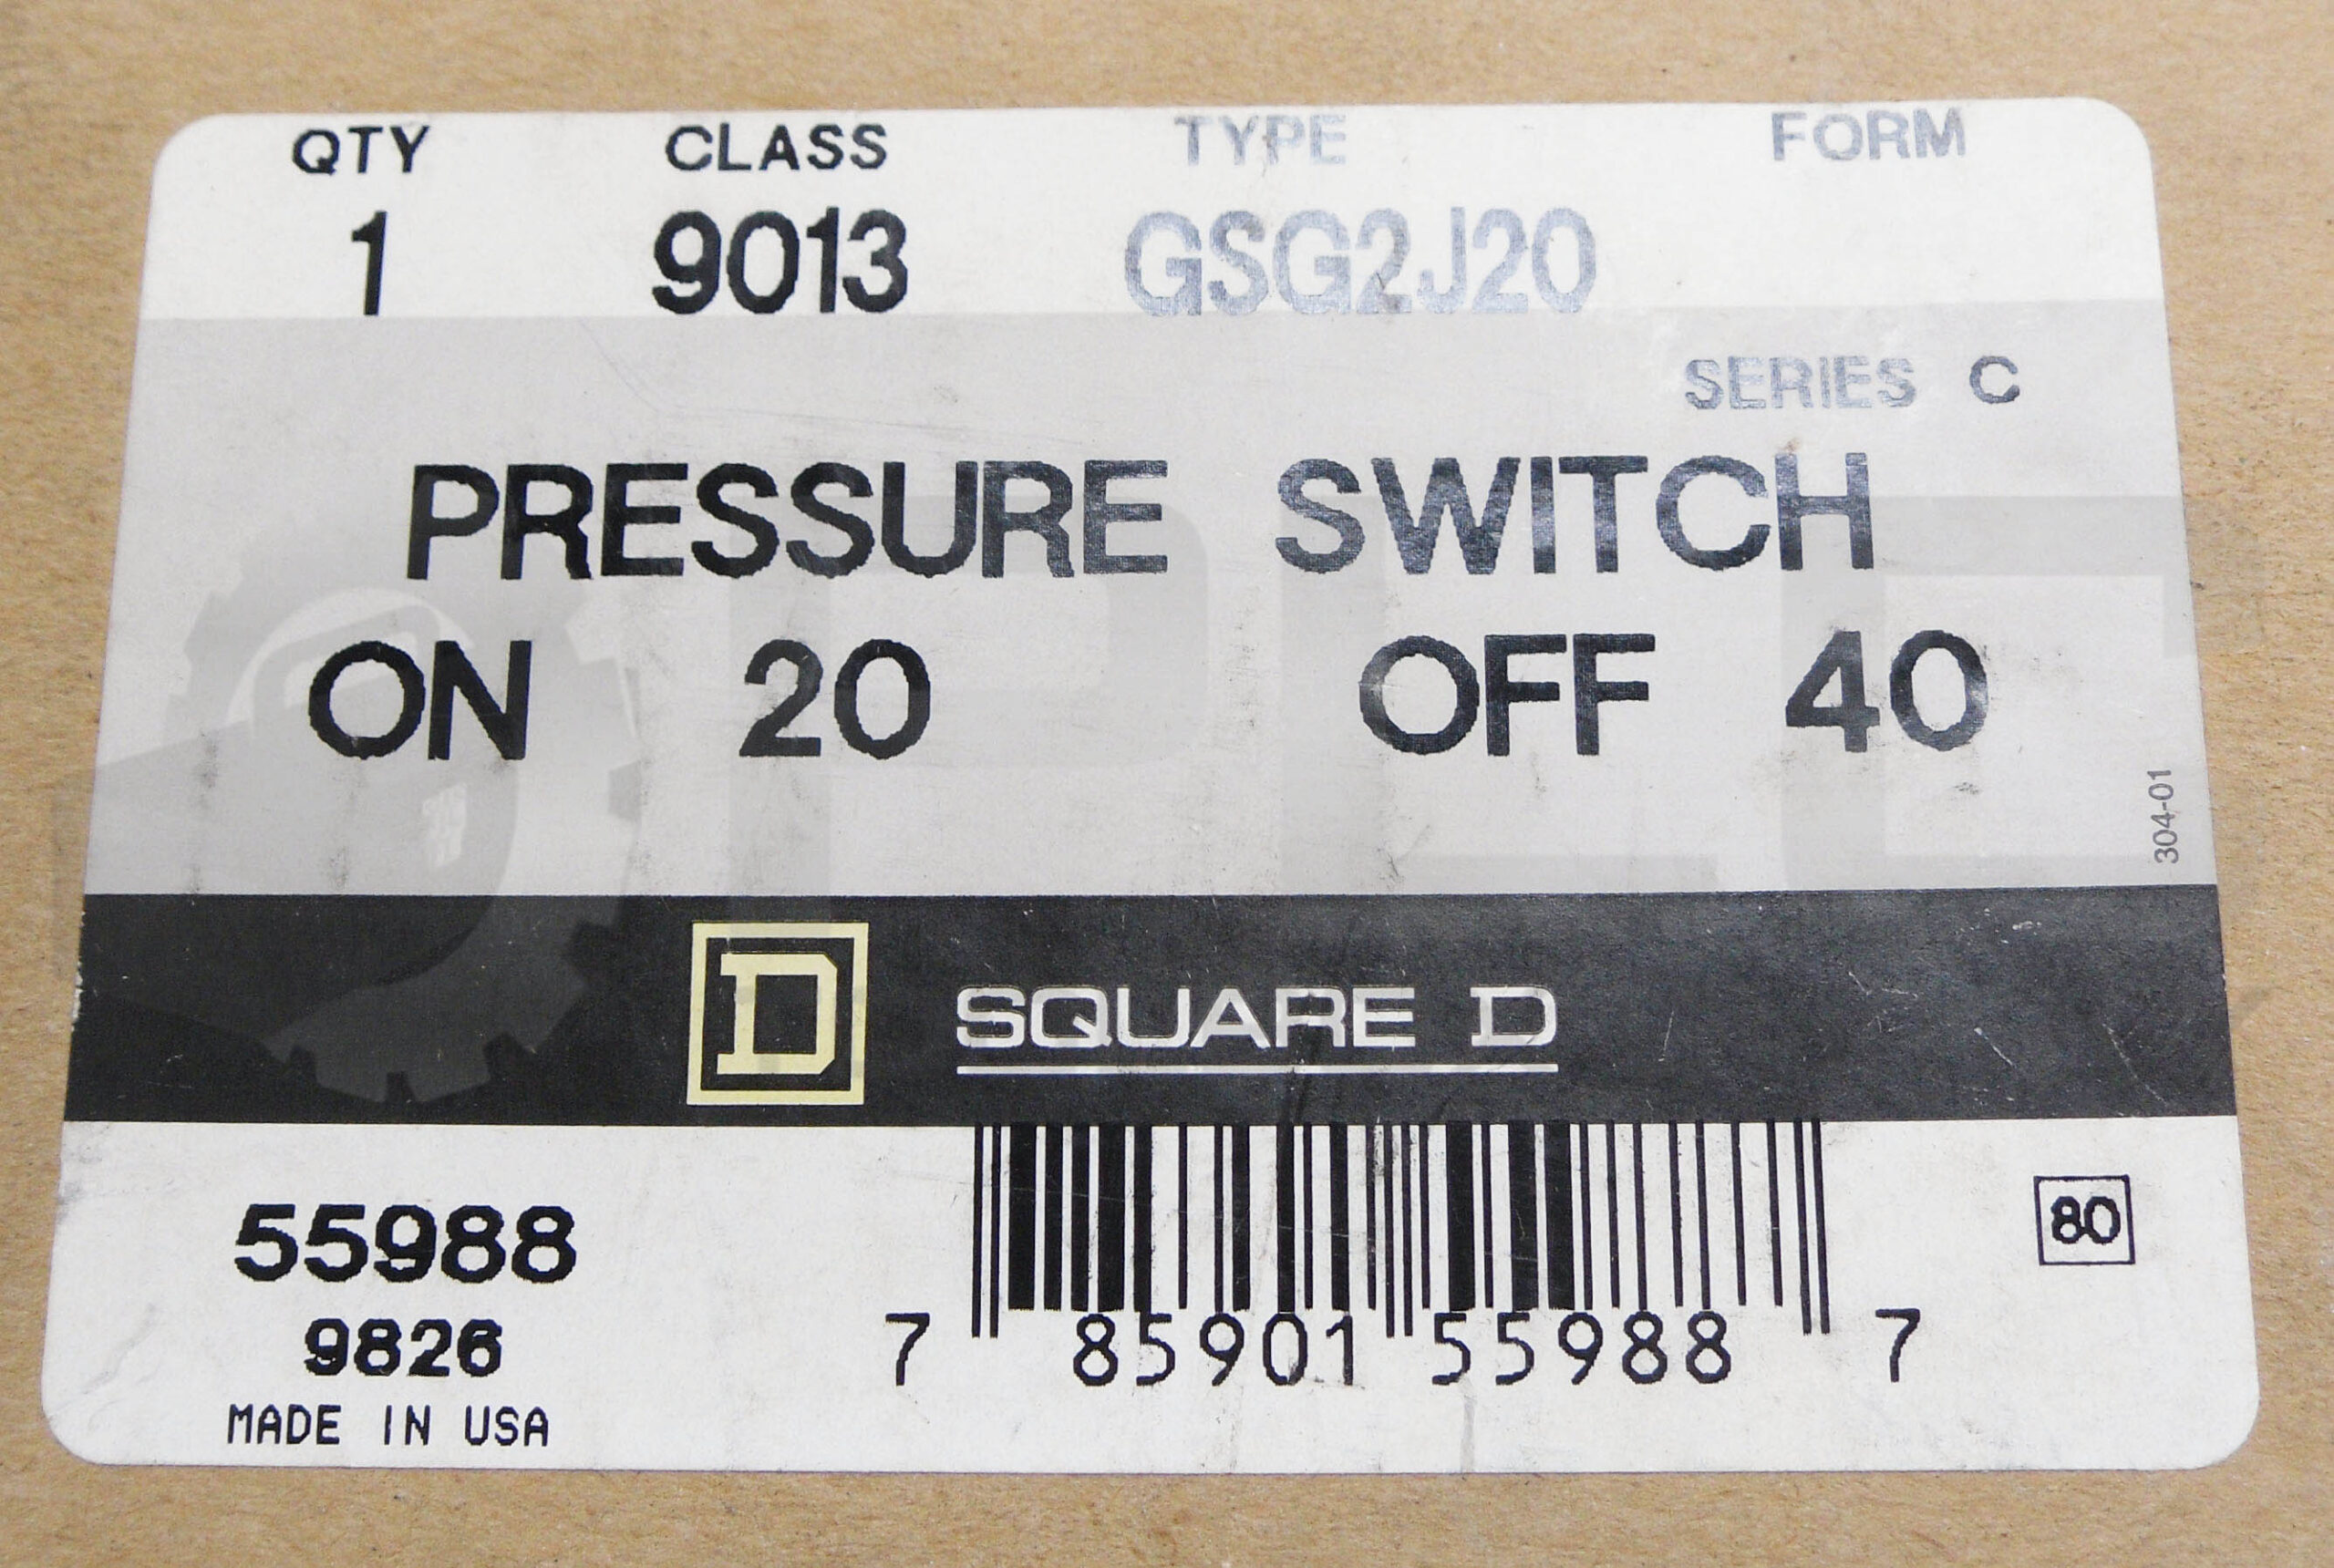 QTY CLASS TYPE FORM
1 9013 GSG2J20
SERIES C
PRESSURE SWITCH
ON 20 OFF 40
304-01
D SQUARE D
55988
80
9826
7 85901 55988 7
MADE IN USA